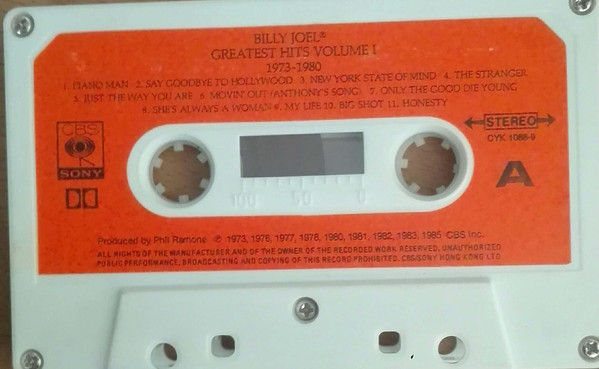 BILLY JOEL®
GREATEST HITS VOLUME I
1973-1980
1. PIANO MAN 2. SAY GOODBYE TO HOLLYWOOD 3. NEW YORK STATE OF MIND 4. THE STRANGER
5. JUST THE WAY YOU ARE 6. MOVIN' OUT (ANTHONY'S SONG) 7. ONLY THE GOOD DIE YOUNG
8. SHE'S ALWAYS A WOMAN 9. MY LIFE 10. BIG SHOT 11. HONESTY
CBS
SONY
STEREO
CYK 1088-9
A
100 50 0
Produced by Phil Ramone ℗ 1973, 1976, 1977, 1978, 1980, 1981, 1982, 1983, 1985 CBS Inc.
ALL RIGHTS OF THE MANUFACTURER AND OF THE OWNER OF THE RECORDED WORK RESERVED. UNAUTHORIZED
PUBLIC PERFORMANCE, BROADCASTING AND COPYING OF THIS RECORD PROHIBITED. CBS/SONY HONG KONG LTD